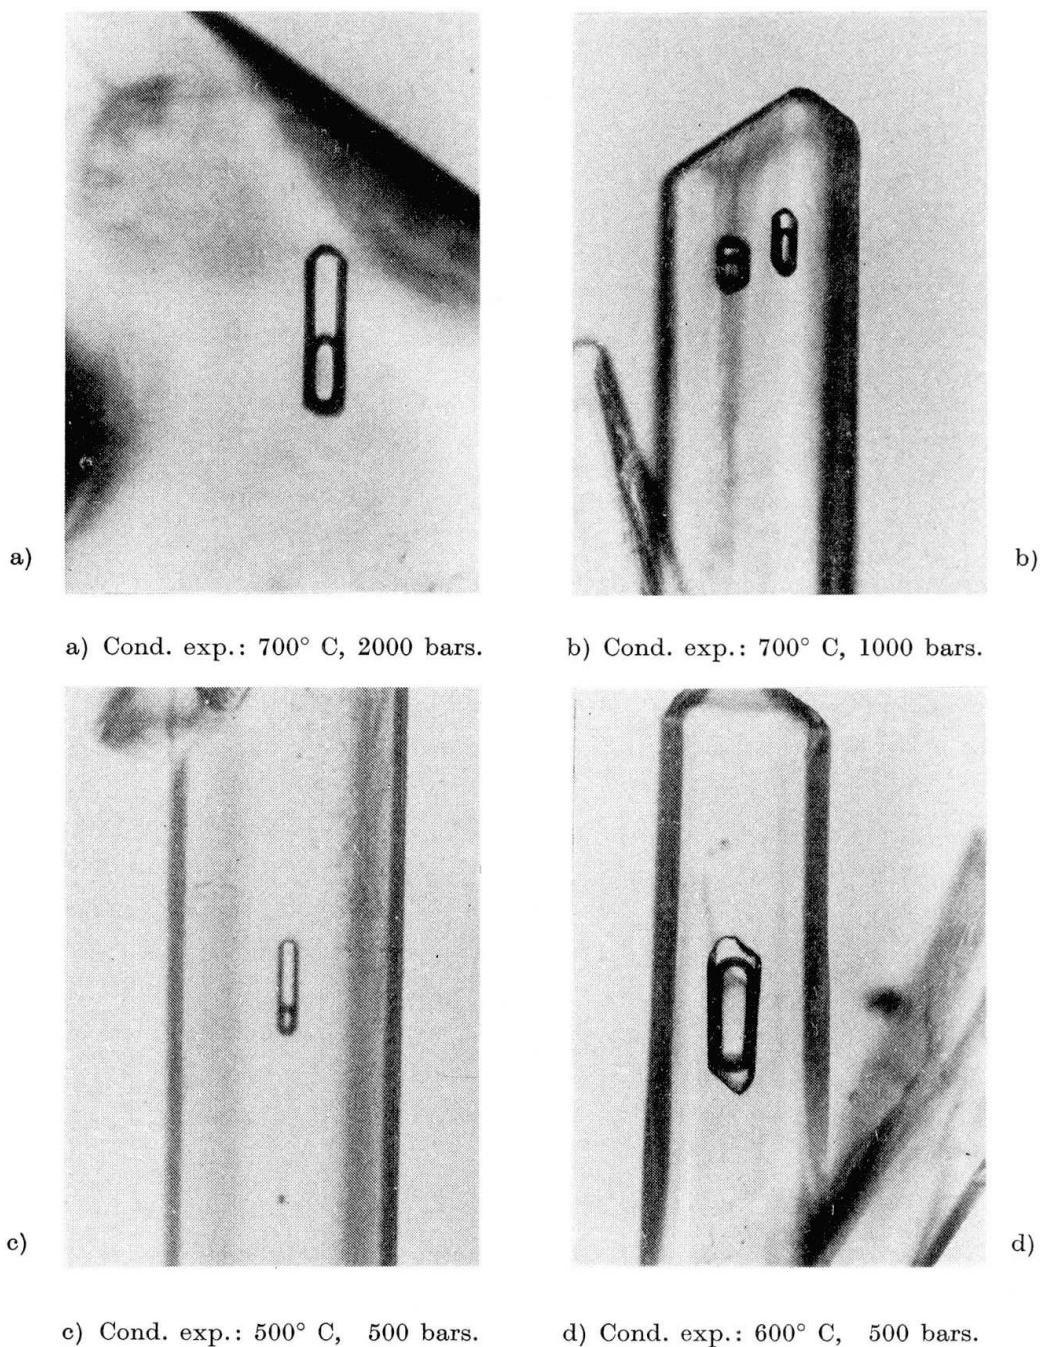 a)
b)
a) Cond. exp.: 700° C, 2000 bars.
b) Cond. exp.: 700° C, 1000 bars.
c)
d)
c) Cond. exp.: 500° C, 500 bars.
d) Cond. exp.: 600° C, 500 bars.